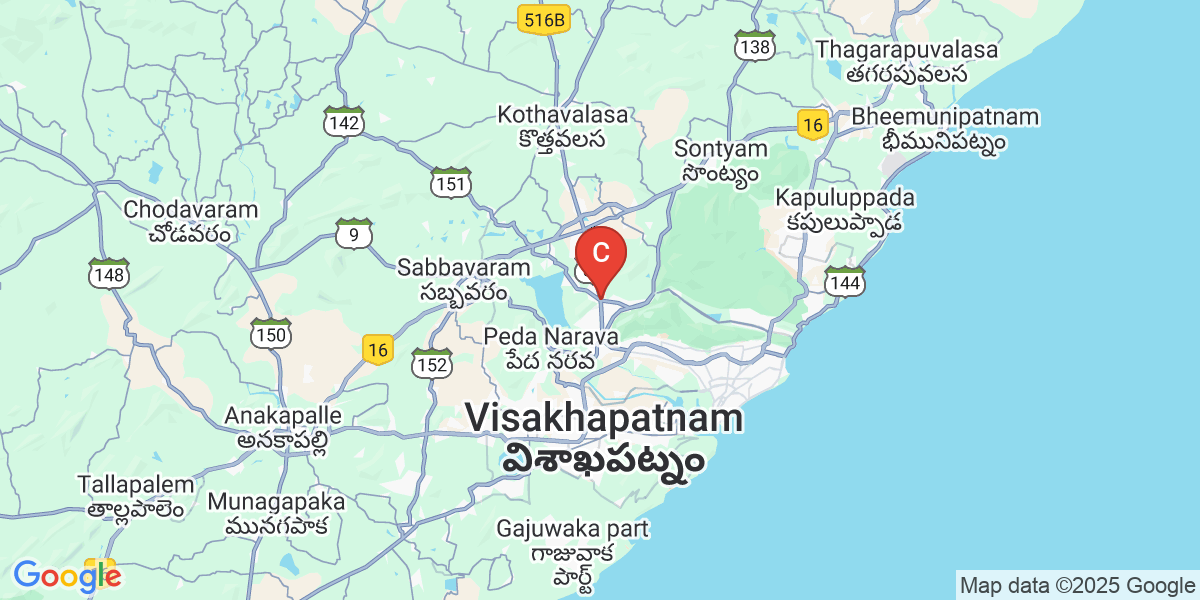 516B
138
Thagarapuvalasa
తగరపువలస
142
Kothavalasa
కొత్తవలస
16
Bheemunipatnam
భీమునిపట్నం
Sontyam
సొంట్యం
151
Kapuluppada
కపులుప్పాడ
Chodavaram
చోడవరం
9
C
148
Sabbavaram
సబ్బవరం
144
150
16
Peda Narava
పేద నరవ
152
Anakapalle
అనకాపల్లి
Visakhapatnam
విశాఖపట్నం
Tallapalem
తాల్లపాలెం
Munagapaka
మునగపాక
Gajuwaka part
గాజువాక
పార్ట్
Google
Map data ©2025 Google